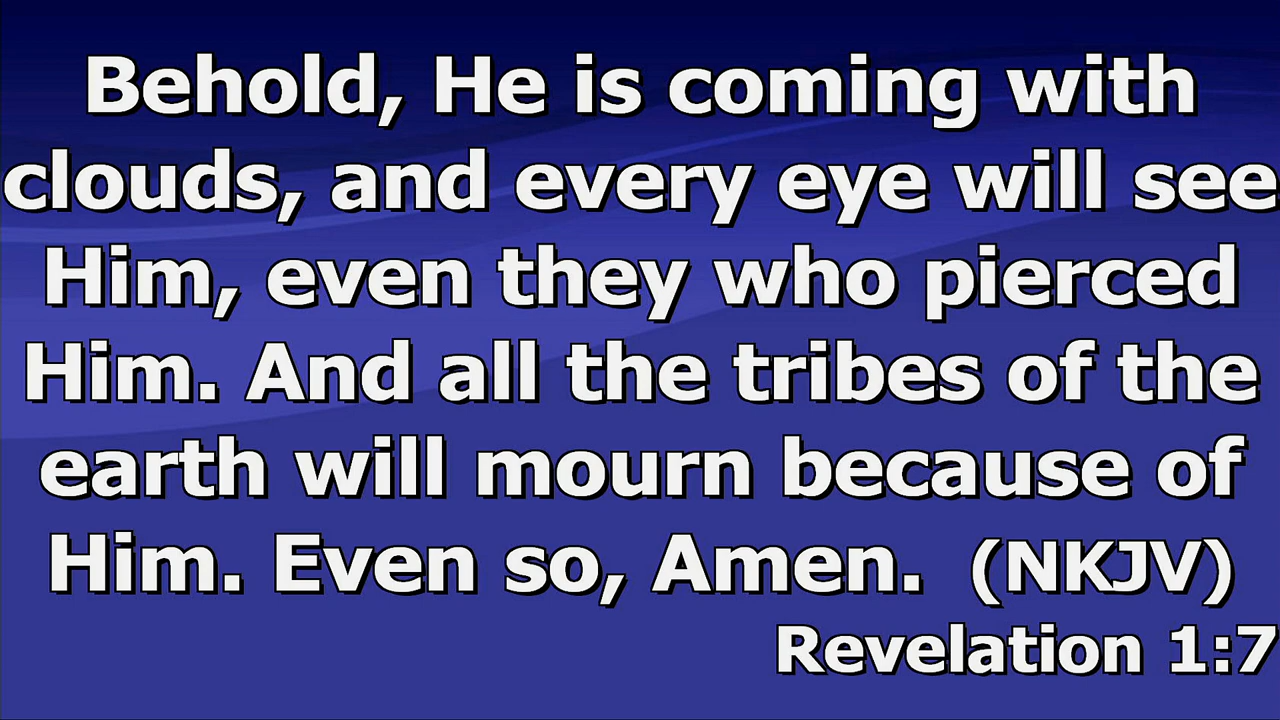 Behold, He is coming with
clouds, and every eye will see
Him, even they who pierced
Him. And all the tribes of the
earth will mourn because of
Him. Even so, Amen.  (NKJV)
Revelation 1:7